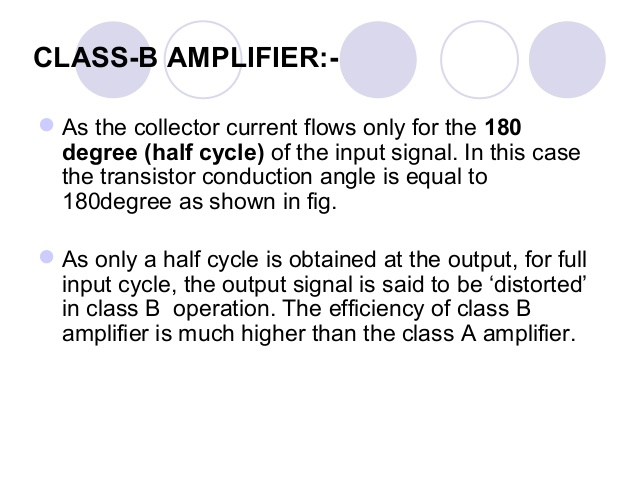 CLASS-B AMPLIFIER:-
As the collector current flows only for the 180
degree (half cycle) of the input signal. In this case
the transistor conduction angle is equal to
180degree as shown in fig.
As only a half cycle is obtained at the output, for full
input cycle, the output signal is said to be ‘distorted’
in class B  operation. The efficiency of class B
amplifier is much higher than the class A amplifier.